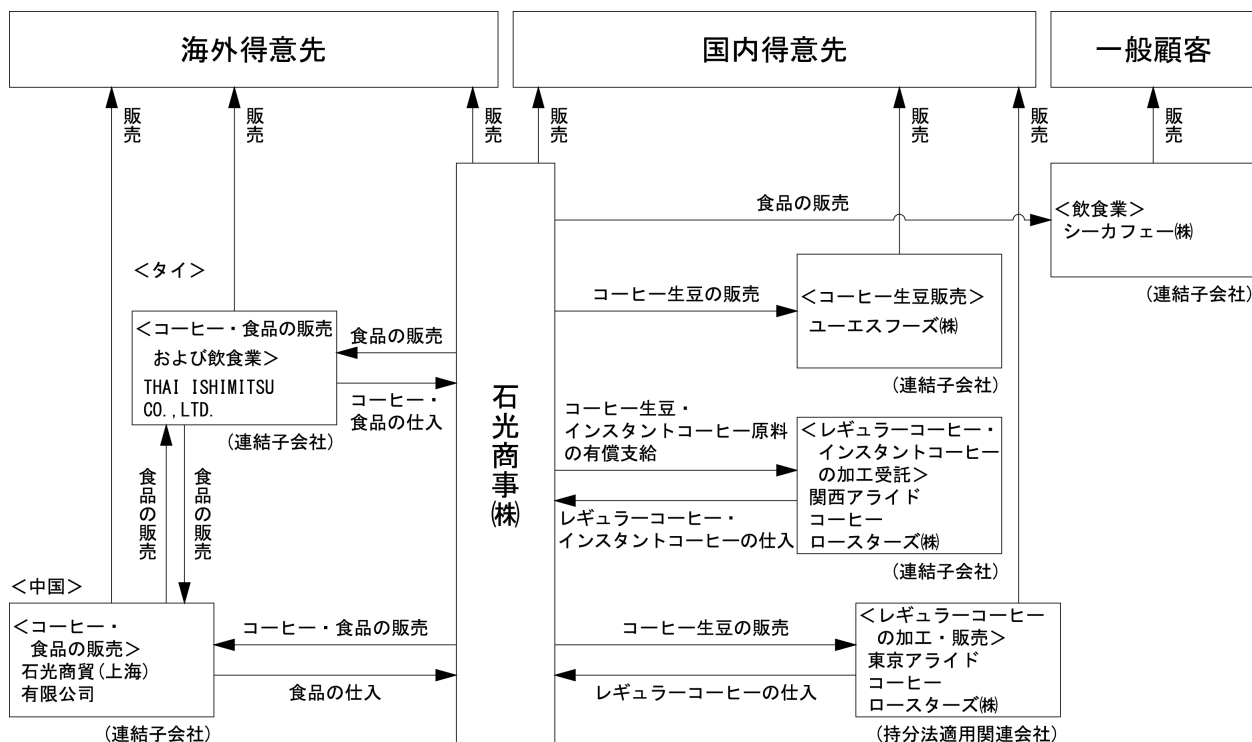 海外得意先
国内得意先
一般顧客
販売
販売
販売
販売
販売
販売
販売
食品の販売
＜飲食業＞
シーカフェー㈱
（連結子会社）
＜タイ＞
コーヒー生豆の販売
＜コーヒー生豆販売＞
ユーエスフーズ㈱
（連結子会社）
＜コーヒー・食品の販売
および飲食業＞
THAI ISHIMITSU
CO.,LTD.
（連結子会社）
食品の販売
コーヒー・
食品の仕入
石光商事㈱
コーヒー生豆・
インスタントコーヒー原料
の有償支給
＜レギュラーコーヒー・
インスタントコーヒー
の加工受託＞
関西アライド
コーヒー
ロースターズ㈱
（連結子会社）
レギュラーコーヒー・
インスタントコーヒーの仕入
食品の販売
食品の販売
＜中国＞
＜コーヒー・
食品の販売＞
石光商貿(上海)
有限公司
（連結子会社）
コーヒー・食品の販売
食品の仕入
コーヒー生豆の販売
レギュラーコーヒーの仕入
＜レギュラーコーヒー
の加工・販売＞
東京アライド
コーヒー
ロースターズ㈱
（持分法適用関連会社）